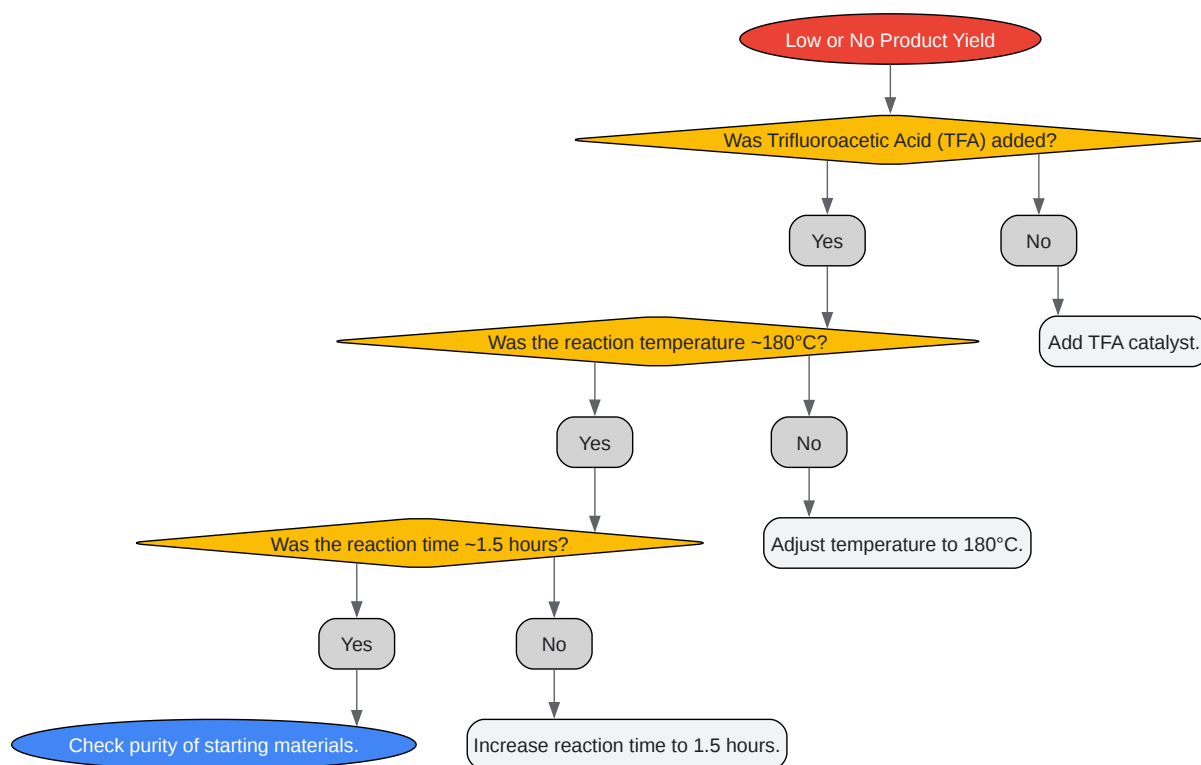 Low or No Product Yield
Was Trifluoroacetic Acid (TFA) added?
Yes
No
Was the reaction temperature ~180°C?
Add TFA catalyst.
Yes
No
Was the reaction time ~1.5 hours?
Adjust temperature to 180°C.
Yes
No
Check purity of starting materials.
Increase reaction time to 1.5 hours.